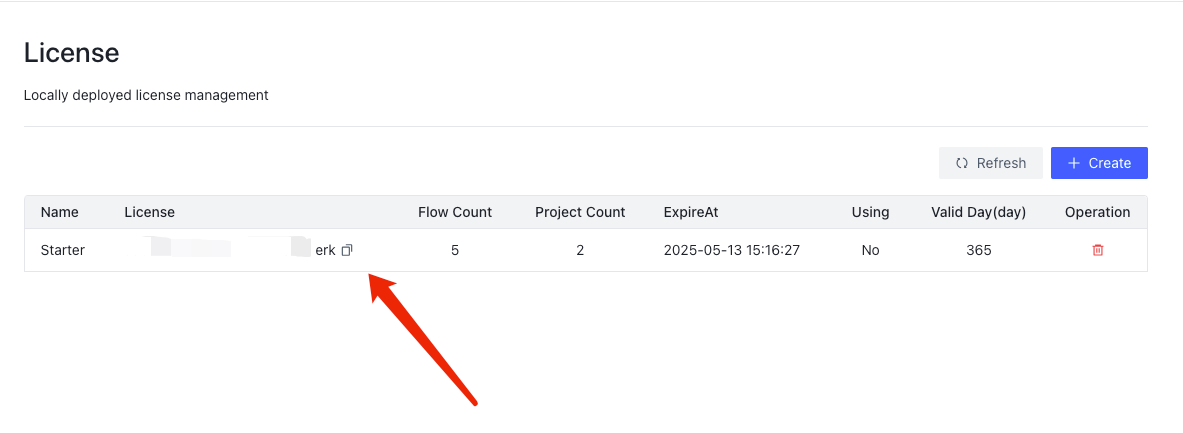 License
Locally deployed license management
Refresh
Create
Name License Flow Count Project Count ExpireAt Using Valid Day(day) Operation
Starter erk 5 2 2025-05-13 15:16:27 No 365